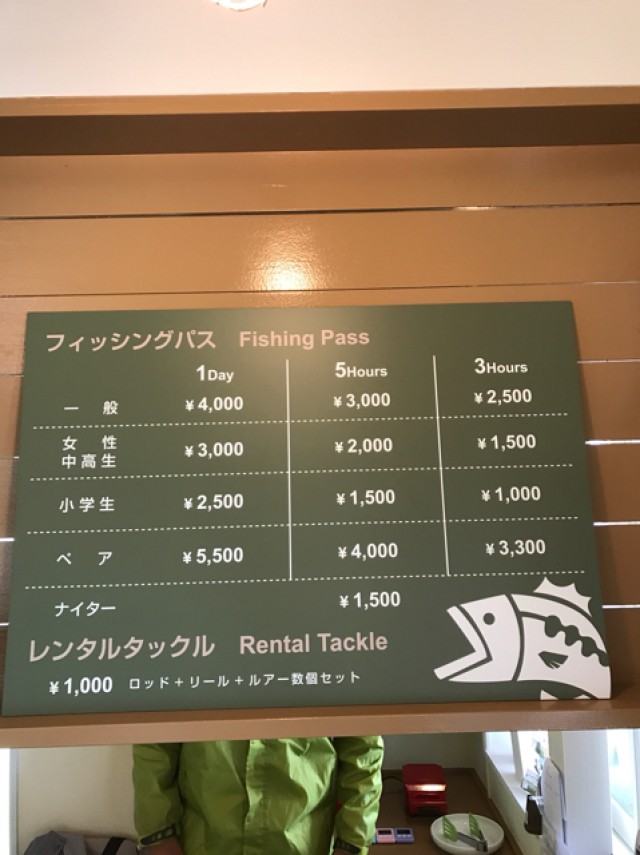 フィッシングパス Fishing Pass
1Day 5Hours 3Hours
一般 ¥4,000 ¥3,000 ¥2,500
女性
中高生 ¥3,000 ¥2,000 ¥1,500
小学生 ¥2,500 ¥1,500 ¥1,000
ペア ¥5,500 ¥4,000 ¥3,300
ナイター ¥1,500
レンタルタックル Rental Tackle
¥1,000 ロッド+リール+ルアー数個セット